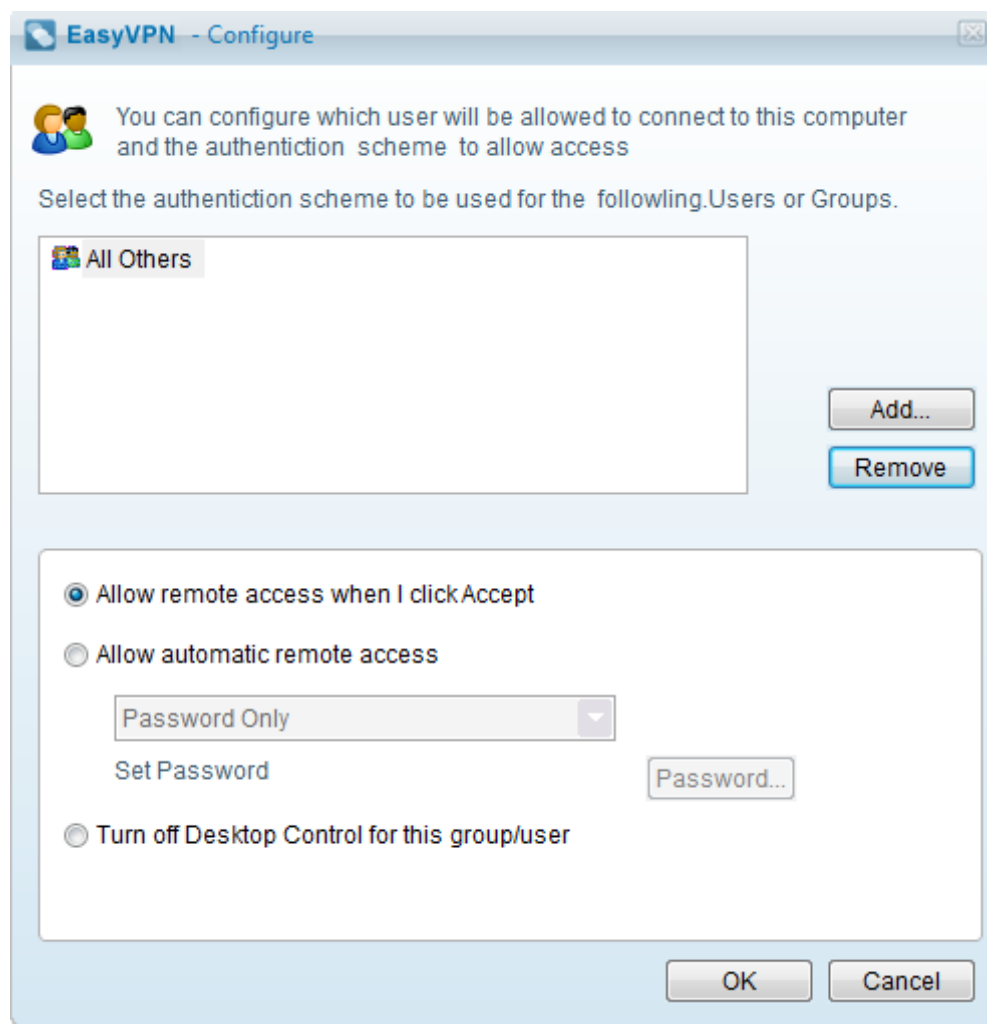 EasyVPN - Configure
You can configure which user will be allowed to connect to this computer
and the authentiction scheme to allow access
Select the authentiction scheme to be used for the followling.Users or Groups.
All Others
Add...
Remove
Allow remote access when I click Accept
Allow automatic remote access
Password Only
Set Password
Password...
Turn off Desktop Control for this group/user
OK
Cancel